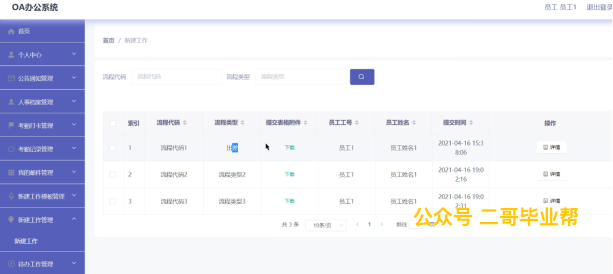 OA办公系统
员工 员工1 退出登录
首页
个人中心
公告通知管理
人事档案管理
考勤打卡管理
考勤记录管理
我的邮件管理
新建工作模板管理
新建工作管理
新建工作
待办工作管理
首页 / 新建工作
流程代码 流程代码 流程类型 流程类型
索引 流程代码 流程类型 提交表格附件 员工工号 员工姓名 提交时间 操作
1 流程代码1 出差 下载 员工1 员工姓名1 2021-04-16 15:38:06 详情
2 流程代码2 流程类型2 下载 员工1 员工姓名1 2021-04-16 19:02:16 详情
3 流程代码3 流程类型3 下载 员工1 员工姓名1 2021-04-16 19:02:31 详情
共 3 条 10条/页 1 前往
公众号 二哥毕业帮